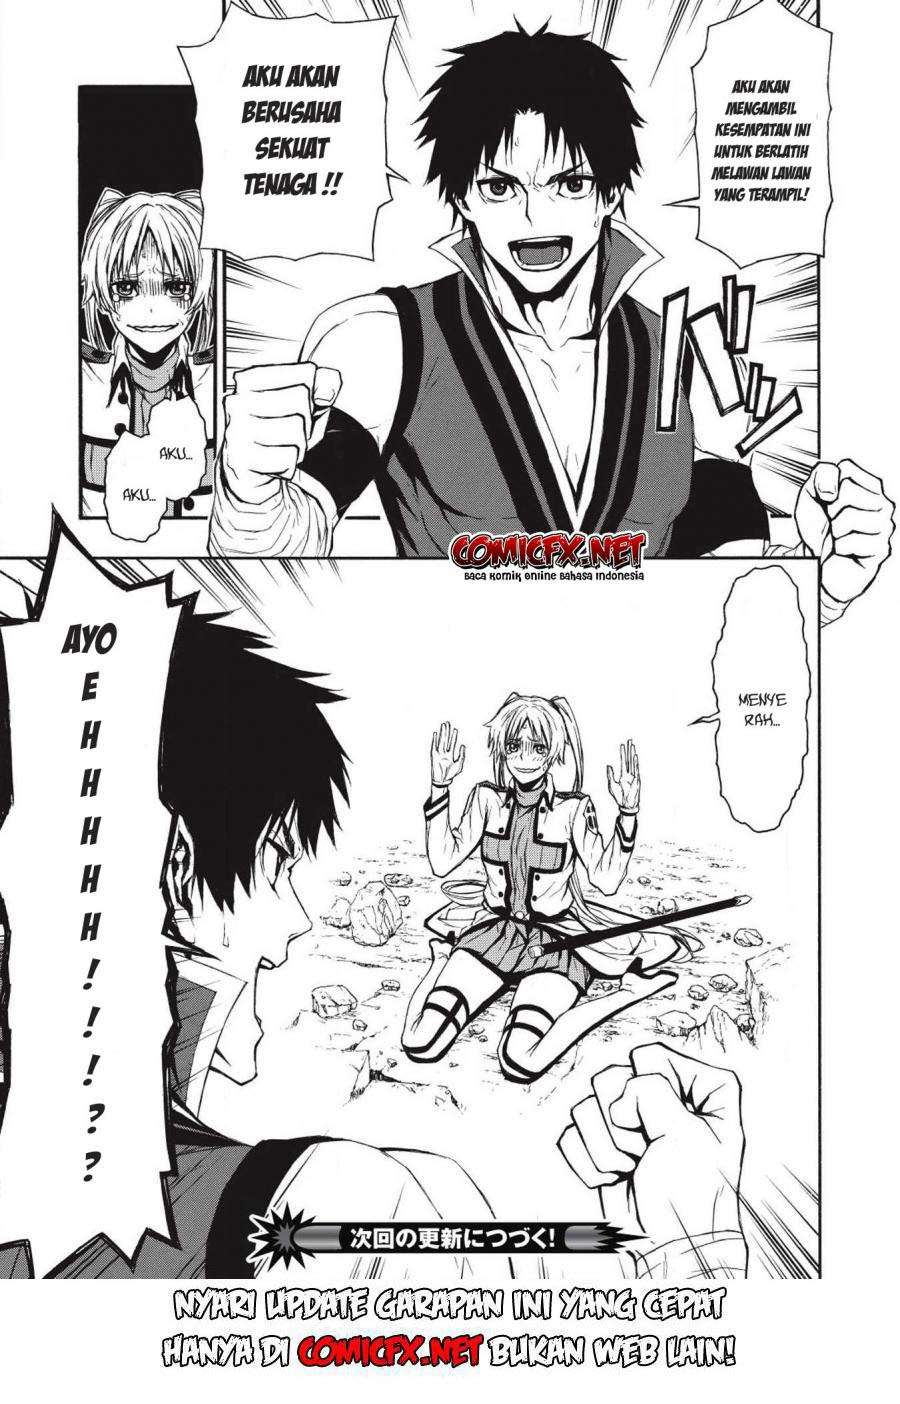 AKU AKAN
MENGAMBIL
KESEMPATAN INI
UNTUK BERLATIH
MELAWAN LAWAN
YANG TERAMPIL!
AKU AKAN
BERUSAHA
SEKUAT
TENAGA !!
バババッ
AKU...
AKU...
COMICFX.NET
Baca Komik Online Bahasa Indonesia
MENYE
RAH...
AYO
E
H
H
H
H
H
!
!
!
?
?
次回の更新につづく!
NYARI UPDATE GARAPAN INI YANG CEPAT
HANYA DI COMICFX.NET BUKAN WEB LAIN!